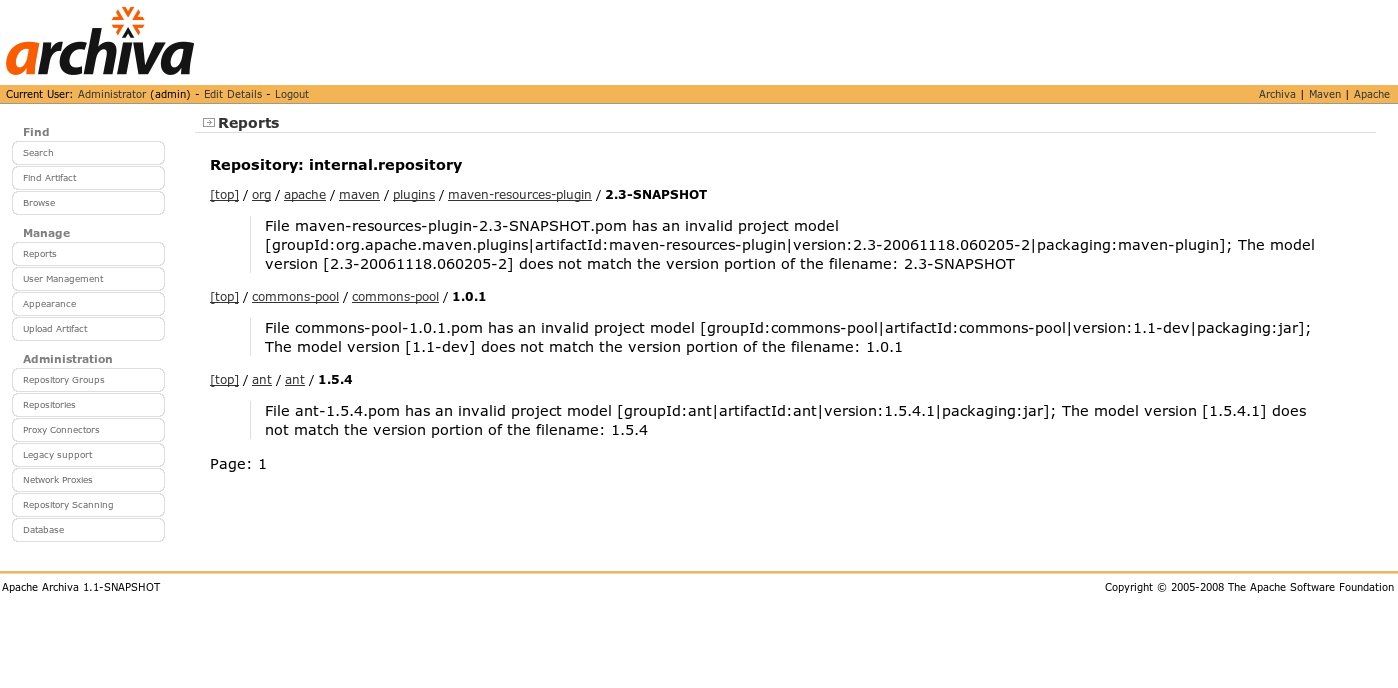 archiva
Current User: Administrator (admin) - Edit Details - Logout
Archiva | Maven | Apache
Find
Search
Find Artifact
Browse
Manage
Reports
User Management
Appearance
Upload Artifact
Administration
Repository Groups
Repositories
Proxy Connectors
Legacy support
Network Proxies
Repository Scanning
Database
Reports
Repository: internal.repository
[top] / org / apache / maven / plugins / maven-resources-plugin / 2.3-SNAPSHOT
File maven-resources-plugin-2.3-SNAPSHOT.pom has an invalid project model
[groupId:org.apache.maven.plugins|artifactId:maven-resources-plugin|version:2.3-20061118.060205-2|packaging:maven-plugin]; The model
version [2.3-20061118.060205-2] does not match the version portion of the filename: 2.3-SNAPSHOT
[top] / commons-pool / commons-pool / 1.0.1
File commons-pool-1.0.1.pom has an invalid project model [groupId:commons-pool|artifactId:commons-pool|version:1.1-dev|packaging:jar];
The model version [1.1-dev] does not match the version portion of the filename: 1.0.1
[top] / ant / ant / 1.5.4
File ant-1.5.4.pom has an invalid project model [groupId:ant|artifactId:ant|version:1.5.4.1|packaging:jar]; The model version [1.5.4.1] does
not match the version portion of the filename: 1.5.4
Page: 1
Apache Archiva 1.1-SNAPSHOT
Copyright © 2005-2008 The Apache Software Foundation